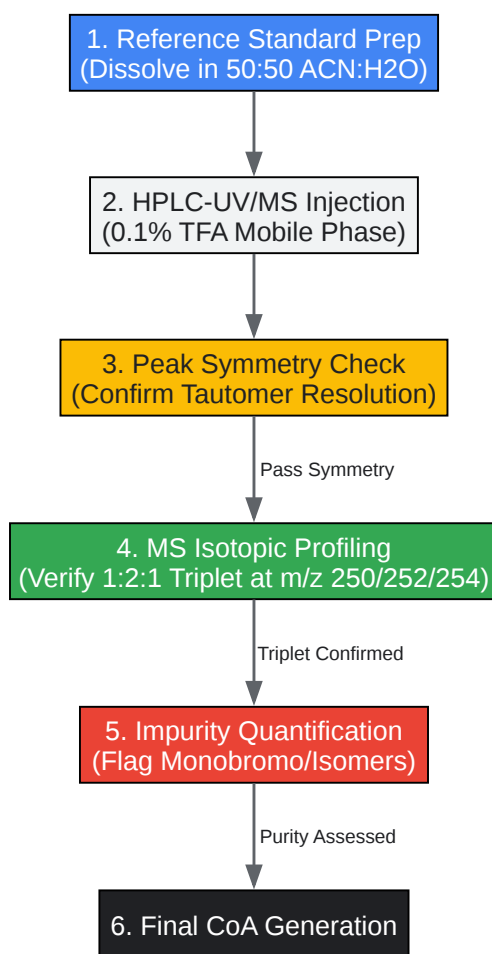 1. Reference Standard Prep
(Dissolve in 50:50 ACN:H2O)
2. HPLC-UV/MS Injection
(0.1% TFA Mobile Phase)
3. Peak Symmetry Check
(Confirm Tautomer Resolution)
Pass Symmetry
4. MS Isotopic Profiling
(Verify 1:2:1 Triplet at m/z 250/252/254)
Triplet Confirmed
5. Impurity Quantification
(Flag Monobromo/Isomers)
Purity Assessed
6. Final CoA Generation